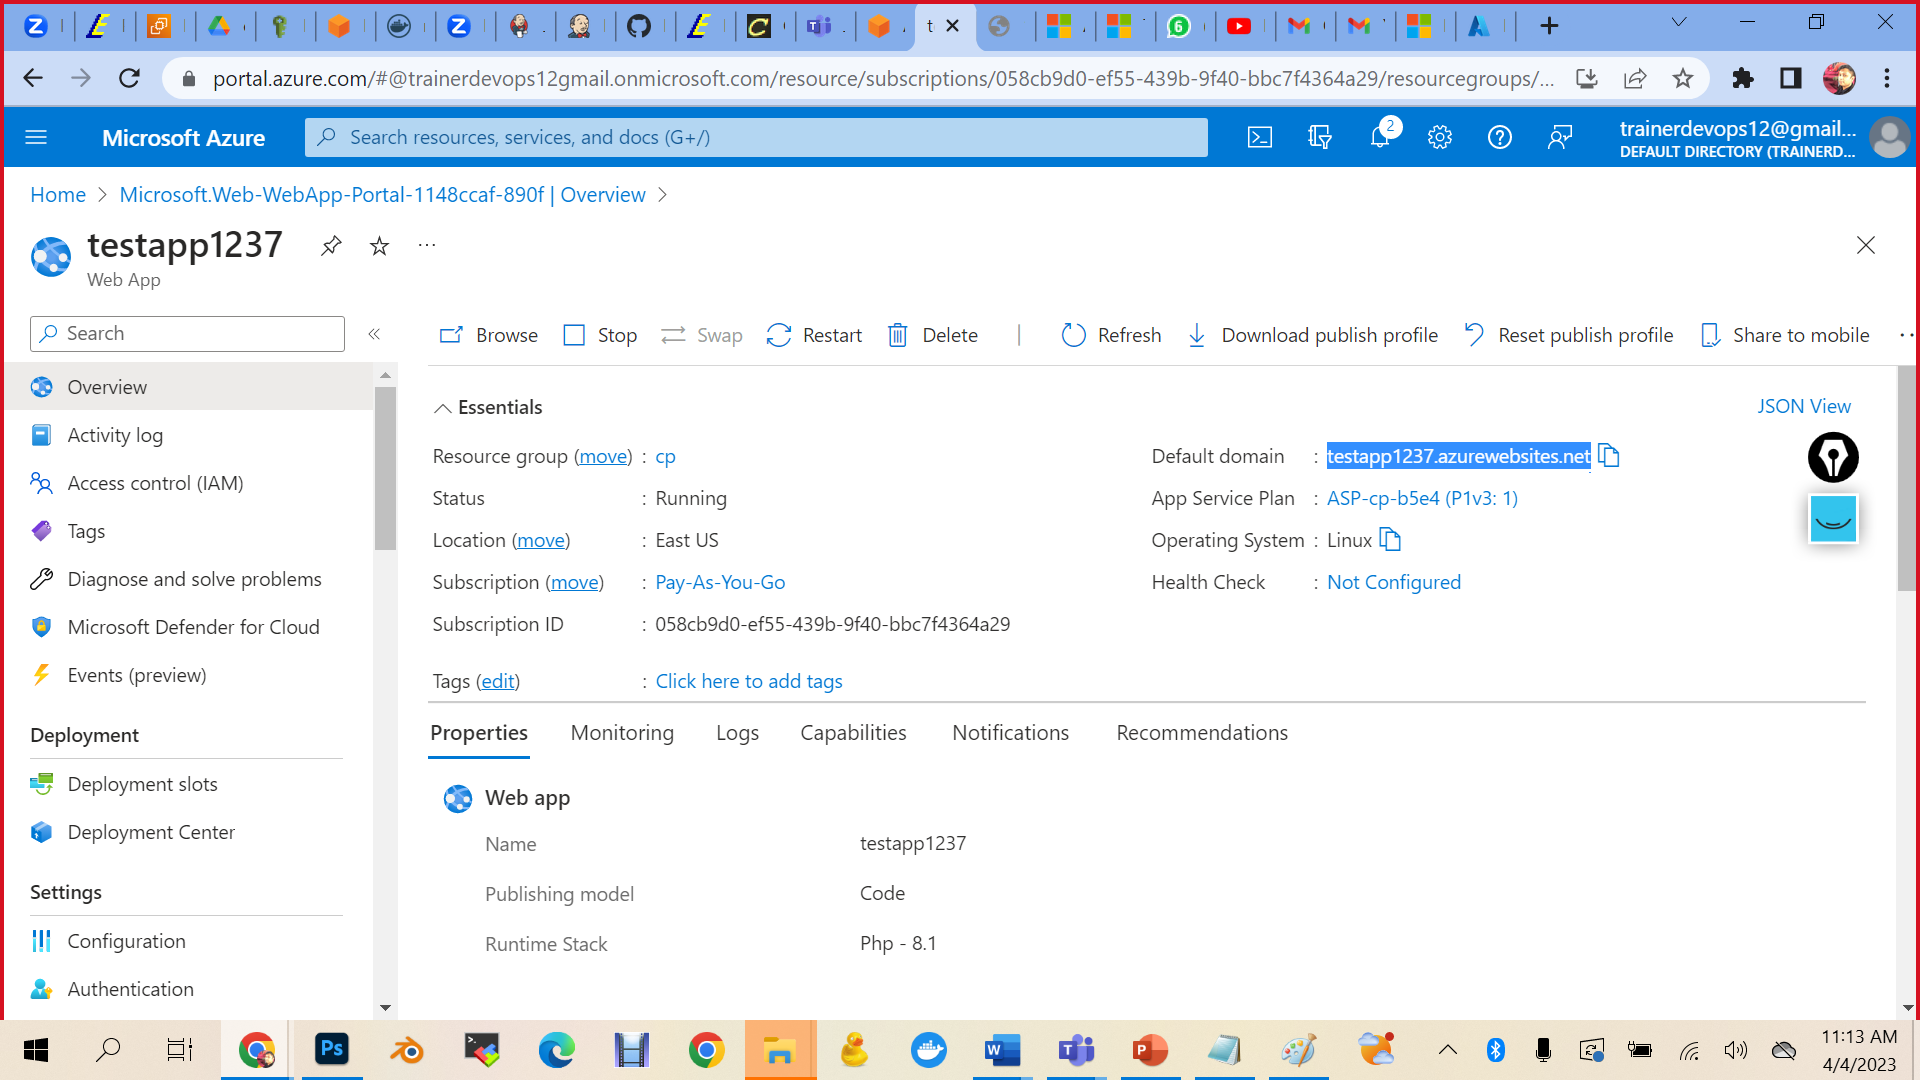 t
portal.azure.com/#@trainerdevops12gmail.onmicrosoft.com/resource/subscriptions/058cb9d0-ef55-439b-9f40-bbc7f4364a29/resourcegroups/...
Microsoft Azure
Search resources, services, and docs (G+/)
2
trainerdevops12@gmail...
DEFAULT DIRECTORY (TRAINERD...
Home > Microsoft.Web-WebApp-Portal-1148ccaf-890f | Overview >
testapp1237
Web App
Search
Browse Stop Swap Restart Delete | Refresh Download publish profile Reset publish profile Share to mobile
Overview
Activity log
Access control (IAM)
Tags
Diagnose and solve problems
Microsoft Defender for Cloud
Events (preview)
Deployment
Deployment slots
Deployment Center
Settings
Configuration
Authentication
Essentials
JSON View
Resource group (move) : cp
Status : Running
Location (move) : East US
Subscription (move) : Pay-As-You-Go
Subscription ID : 058cb9d0-ef55-439b-9f40-bbc7f4364a29
Tags (edit) : Click here to add tags
Default domain : testapp1237.azurewebsites.net
App Service Plan : ASP-cp-b5e4 (P1v3: 1)
Operating System : Linux
Health Check : Not Configured
Properties Monitoring Logs Capabilities Notifications Recommendations
Web app
Name testapp1237
Publishing model Code
Runtime Stack Php - 8.1
11:13 AM
4/4/2023